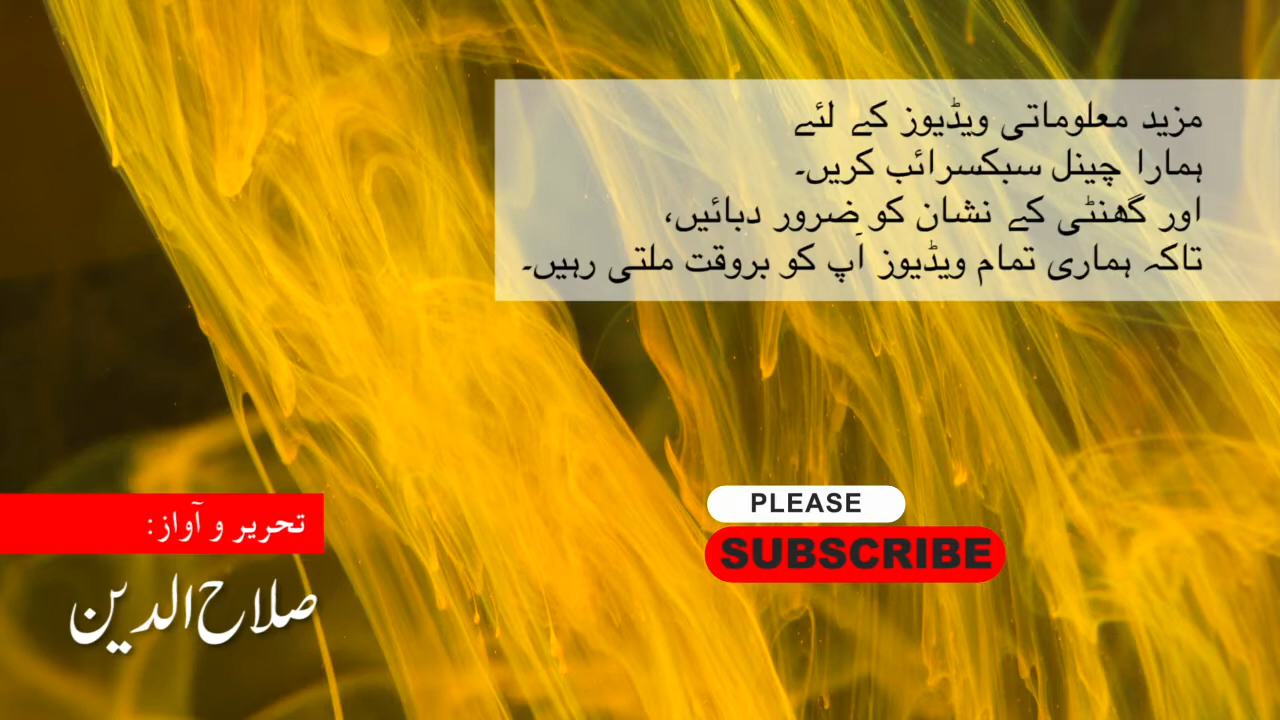 مزید معلوماتی ویڈیوز کے لئے
ہمارا چینل سبکسرائب کریں۔
اور گھنٹی کے نشان کو ضرور دبائیں،
تاکہ ہماری تمام ویڈیوز آپ کو بروقت ملتی رہیں۔
PLEASE
SUBSCRIBE
تحریر و آواز:
صلاح الدین